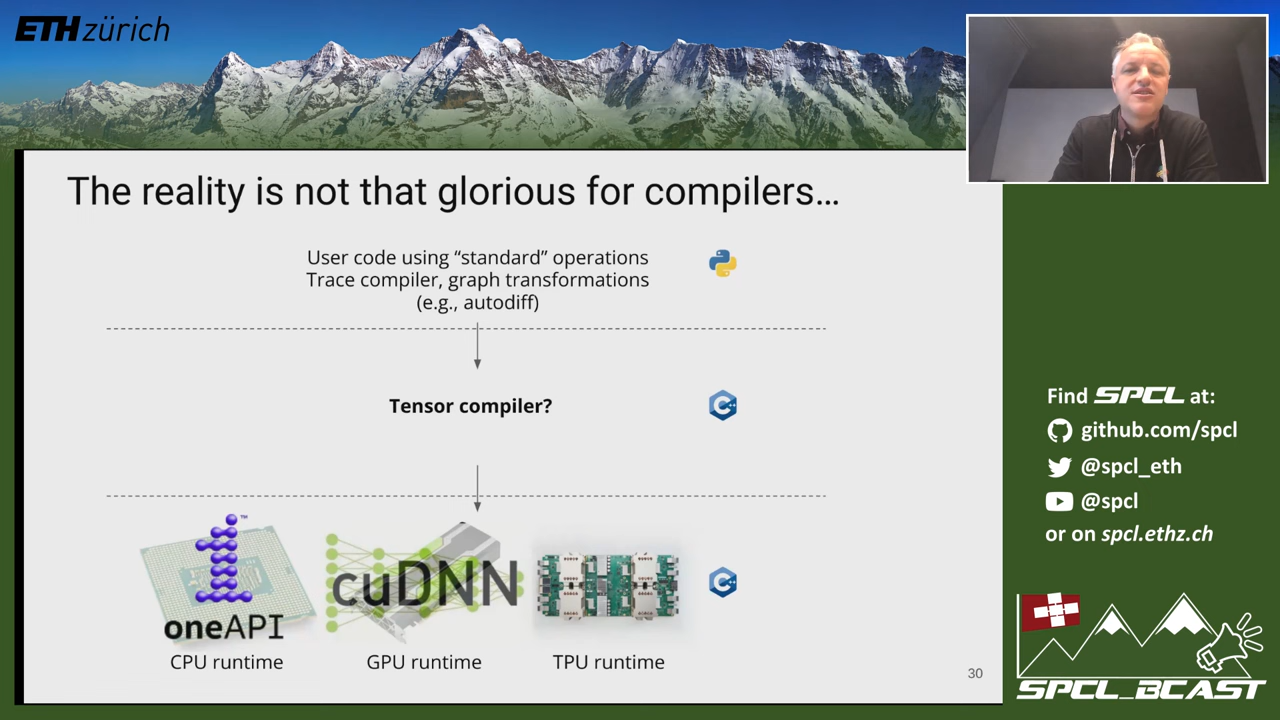 ETH zürich
The reality is not that glorious for compilers…
User code using “standard” operations
Trace compiler, graph transformations
(e.g., autodiff)
Tensor compiler?
C++
oneAPI
™
cuDNN
C++
CPU runtime
GPU runtime
TPU runtime
30
Find SPCL at:
github.com/spcl
@spcl_eth
@spcl
or on spcl.ethz.ch
SPCL_BCAST